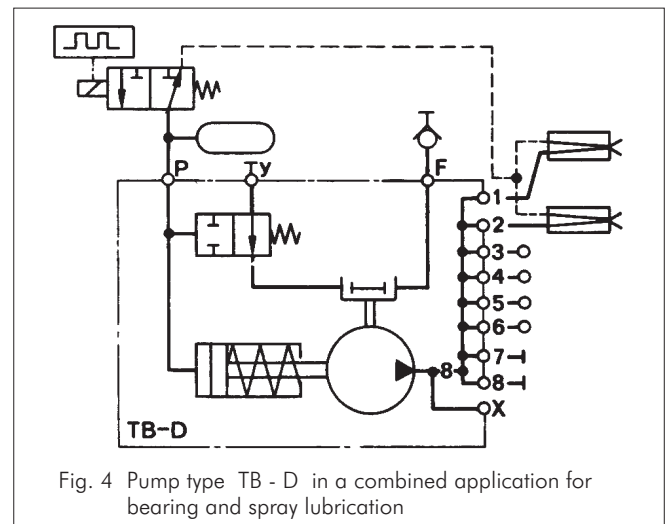 P
У
F
1
2
3
4
5
6
7
8
8
X
TB-D
Fig. 4 Pump type TB - D in a combined application for
bearing and spray lubrication